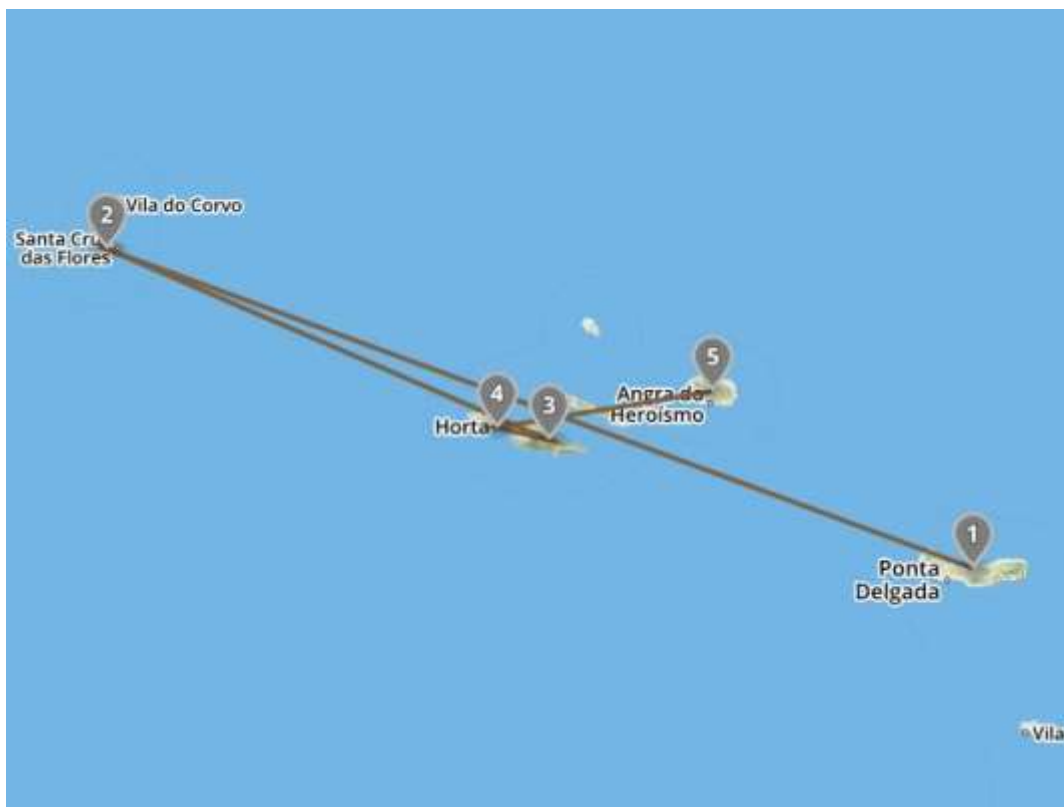 2
Vila do Corvo
Santa Cru
das Flores
5
4
3
Angra do
Heroísmo
Horta
1
Ponta
Delgada
Vila